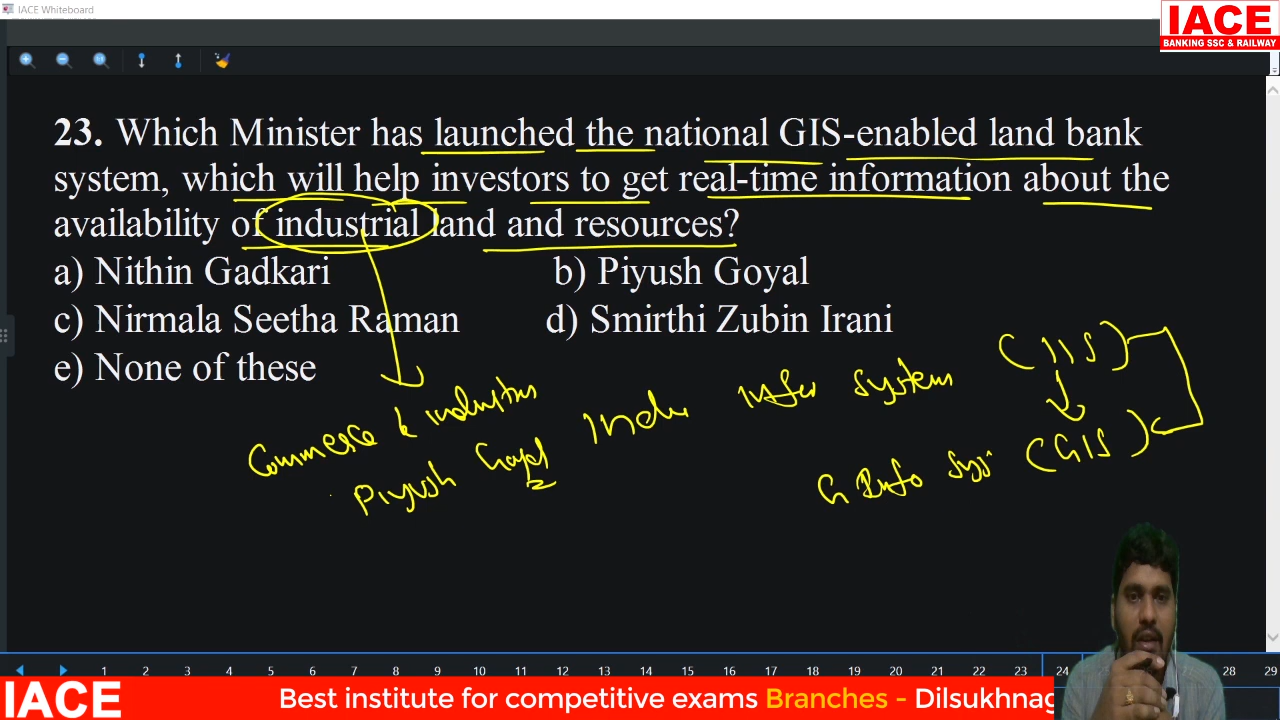 IACE Whiteboard
IACE
BANKING SSC & RAILWAY
23. Which Minister has launched the national GIS-enabled land bank
system, which will help investors to get real-time information about the
availability of industrial land and resources?
a) Nithin Gadkari b) Piyush Goyal
c) Nirmala Seetha Raman d) Smirthi Zubin Irani
e) None of these
Commerce & industries
Piyush Goyal
system (IIS)
G Info Sys (GIS)
1 2 3 4 5 6 7 8 9 10 11 12 13 14 15 16 17 18 19 20 21 22 23 24 28 29
IACE Best institute for competitive exams Branches - Dilsukhnag